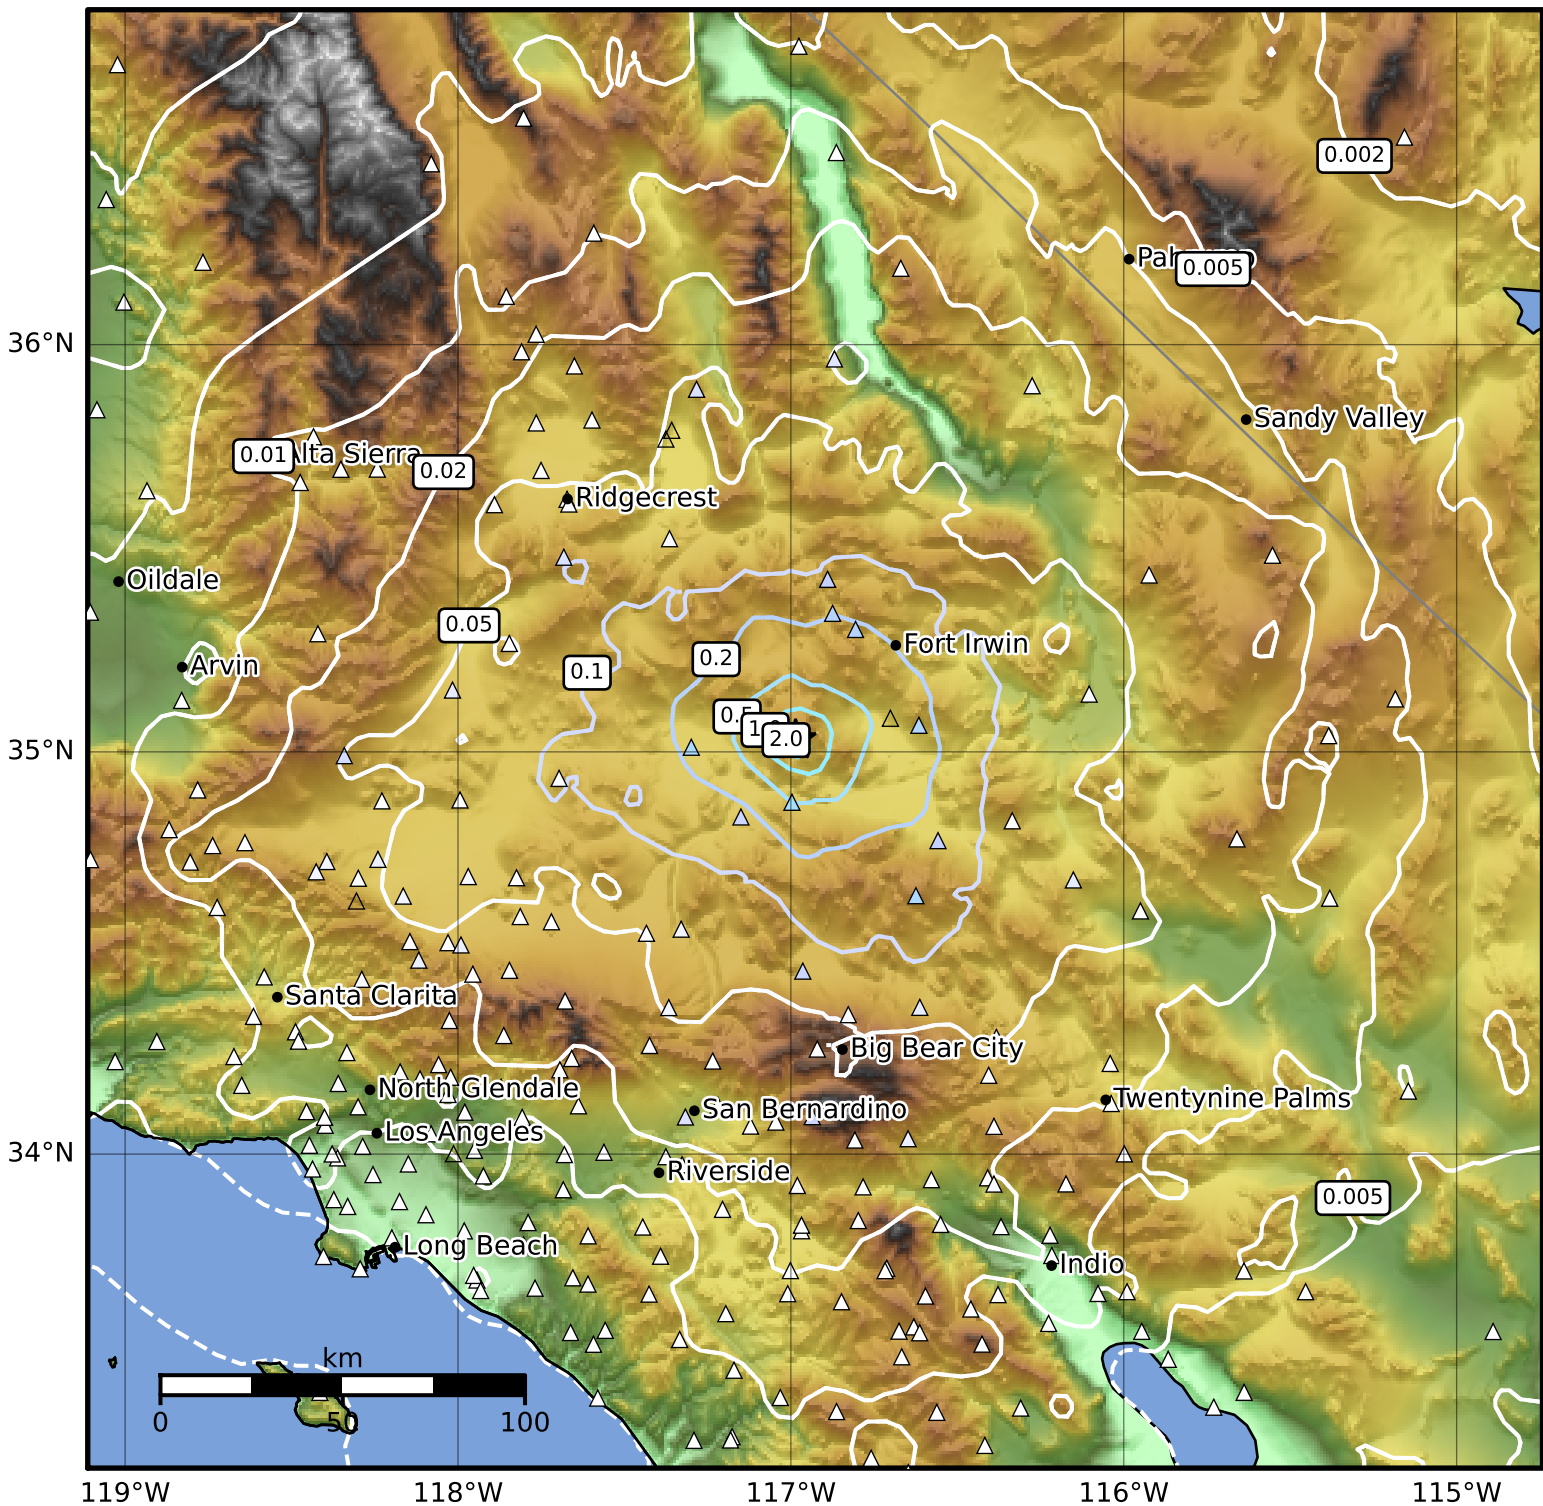 0.002
0.005
36°N
Sandy Valley
Alta Sierra
0.01
0.02
Ridgecrest
Oildale
0.05
Fort Irwin
0.2
Arvin
0.1
2.0
35°N
Santa Clarita
Big Bear City
North Glendale
Twentynine Palms
San Bernardino
Los Angeles
34°N
Riverside
0.005
Long Beach
Indio
km
0 50 100
119°W 118°W 117°W 116°W 115°W